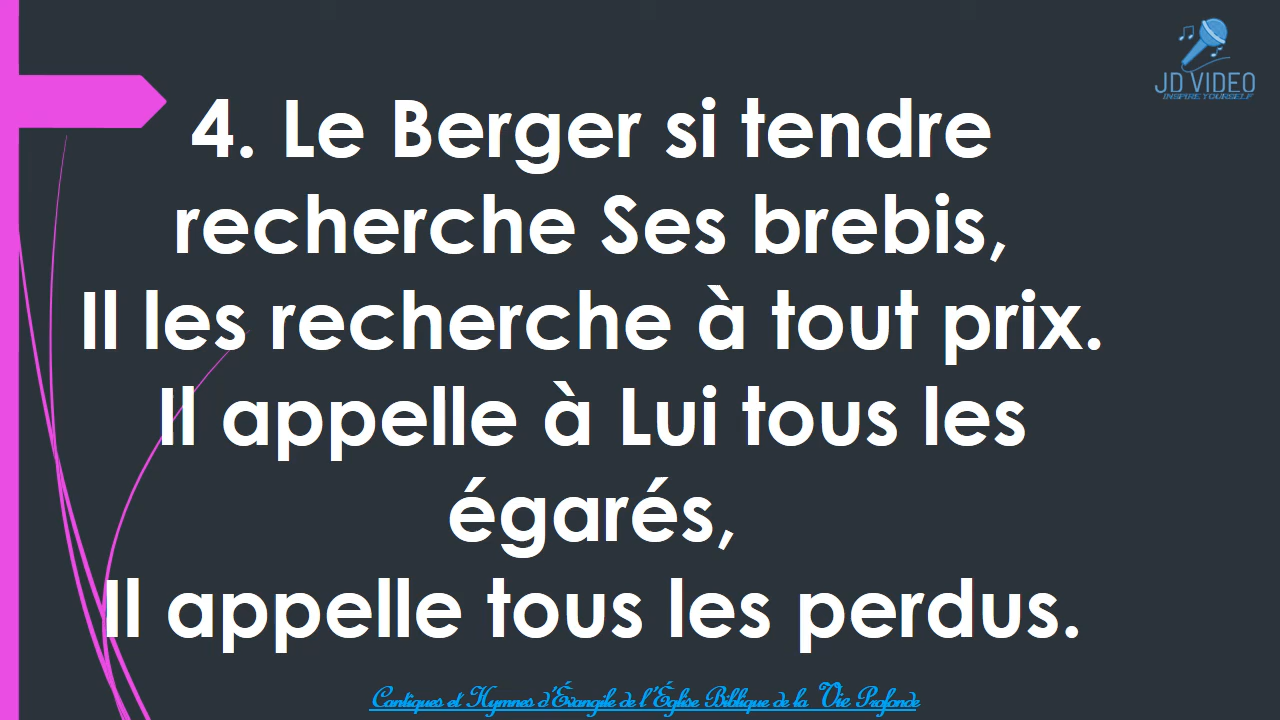 JD VIDEO
INSPIRE YOURSELF
4. Le Berger si tendre
recherche Ses brebis,
Il les recherche à tout prix.
Il appelle à Lui tous les
égarés,
Il appelle tous les perdus.
Cantiques et Hymnes d'Évangile de l'Église Biblique de la Vie Profonde